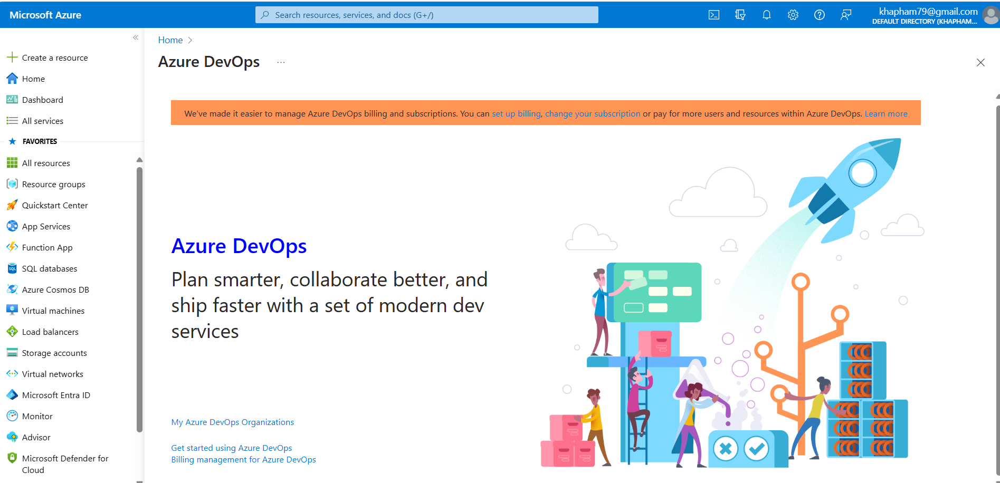 Microsoft Azure
Search resources, services, and docs (G+/)
khapham79@gmail.com
DEFAULT DIRECTORY (KHAPHAM...
Create a resource
Home
Dashboard
All services
FAVORITES
All resources
Resource groups
Quickstart Center
App Services
Function App
SQL databases
Azure Cosmos DB
Virtual machines
Load balancers
Storage accounts
Virtual networks
Microsoft Entra ID
Monitor
Advisor
Microsoft Defender for
Cloud
Home
Azure DevOps ...
We've made it easier to manage Azure DevOps billing and subscriptions. You can set up billing, change your subscription or pay for more users and resources within Azure DevOps. Learn more
Azure DevOps
Plan smarter, collaborate better, and
ship faster with a set of modern dev
services
My Azure DevOps Organizations
Get started using Azure DevOps
Billing management for Azure DevOps